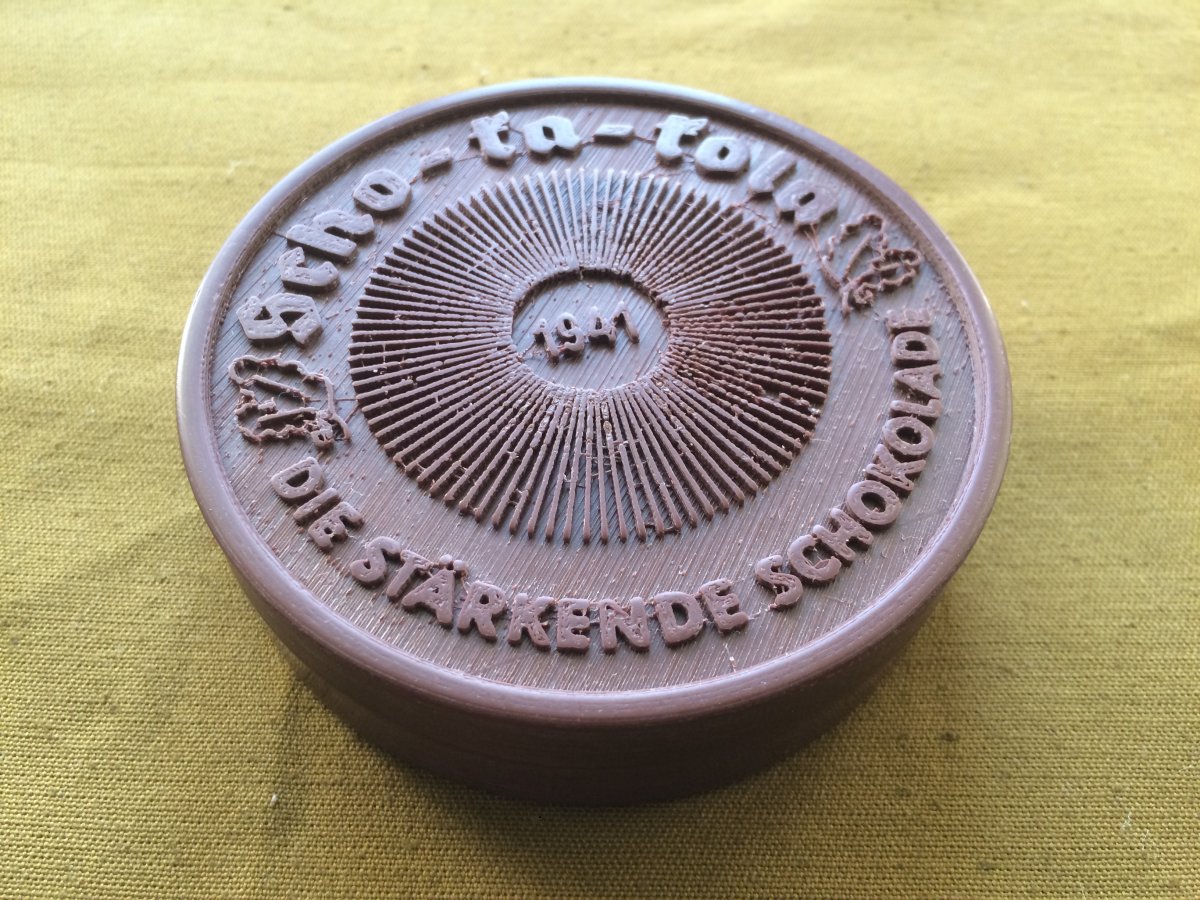 Scho-ka-kola
1941
DIE STÄRKENDE SCHOKOLADE